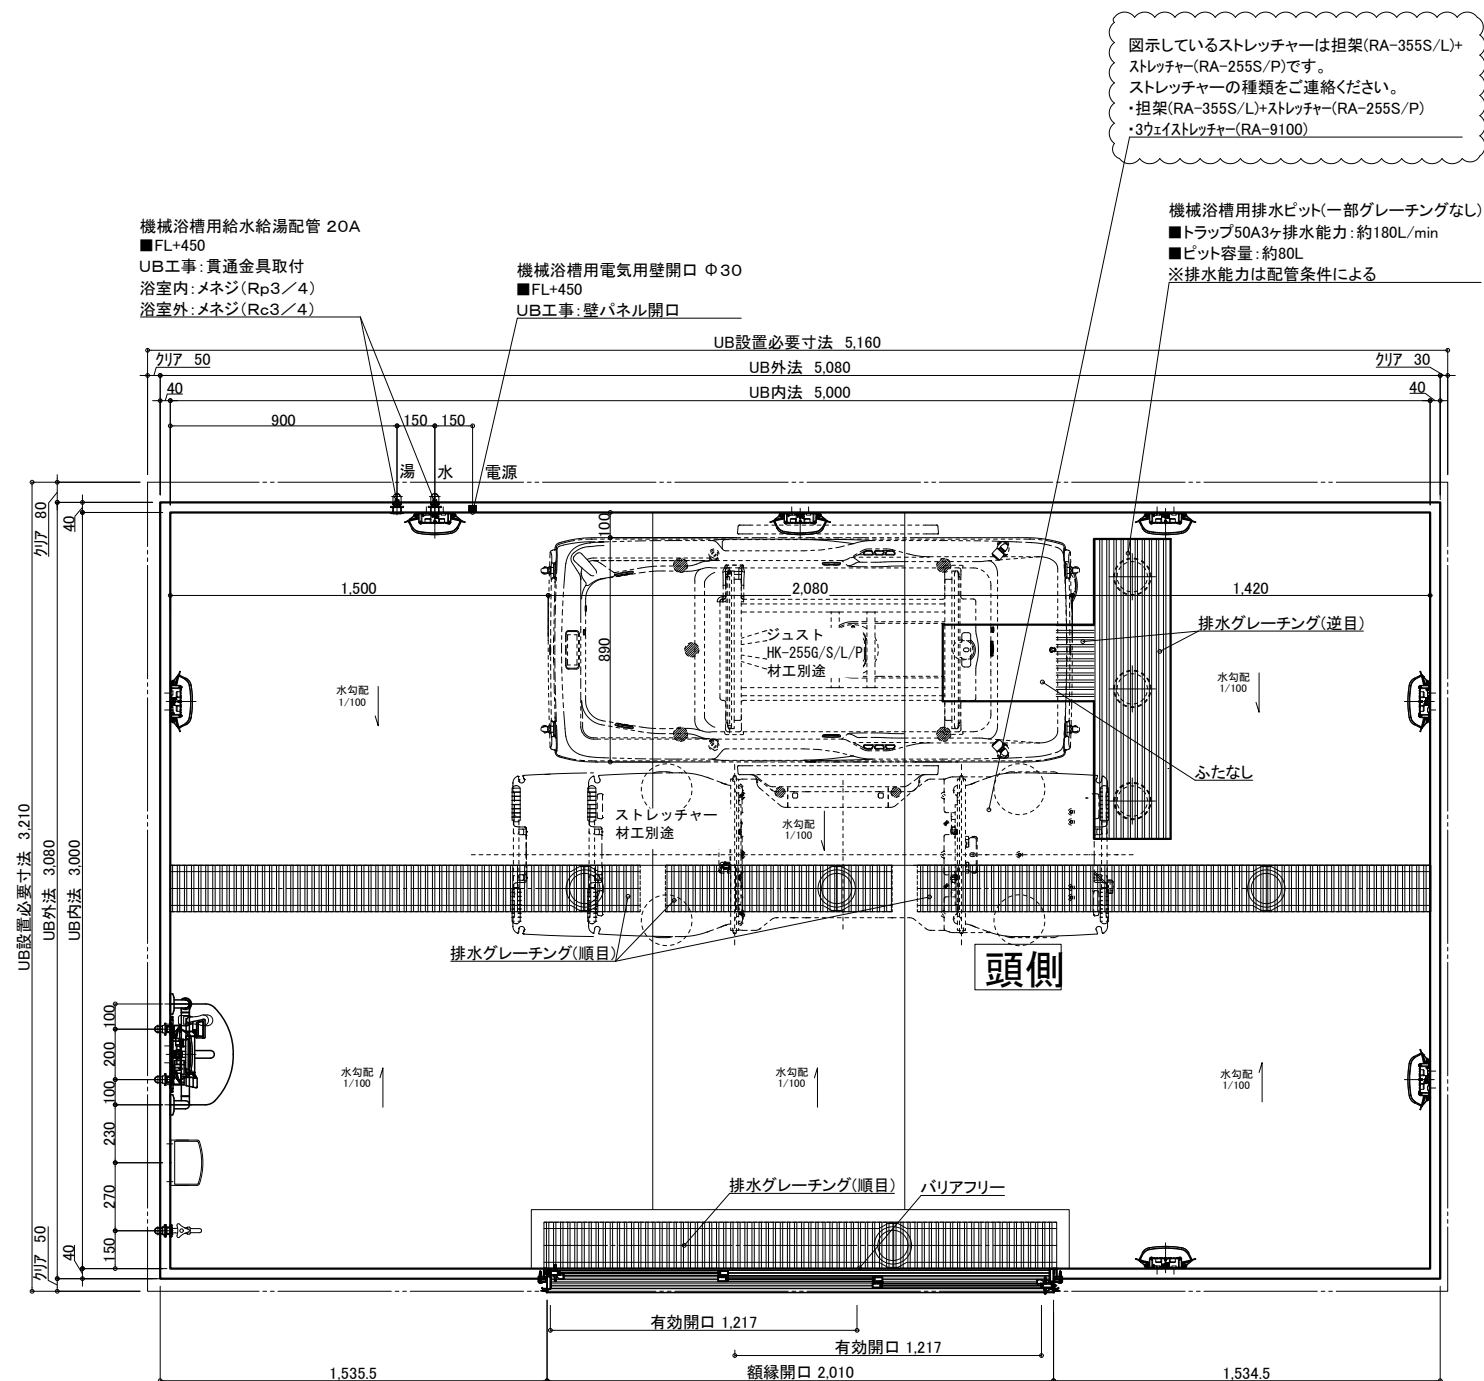 図示しているストレッチャーは担架(RA-355S/L)+
ストレッチャー(RA-255S/P)です。
ストレッチャーの種類をご連絡ください。
・担架(RA-355S/L)+ストレッチャー(RA-255S/P)
・3ウェイストレッチャー(RA-9100)
機械浴槽用給水給湯配管 20A
■FL+450
UB工事:貫通金具取付
浴室内:メネジ(Rp3/4)
浴室外:メネジ(Rc3/4)
機械浴槽用電気用壁開口 Φ30
■FL+450
UB工事:壁パネル開口
機械浴槽用排水ピット(一部グレーチングなし)
■トラップ50A3ヶ排水能力:約180L/min
■ピット容量:約80L
※排水能力は配管条件による
UB設置必要寸法 5,160
クリア 50
UB外法 5,080
クリア 30
40
UB内法 5,000
40
900
150
150
湯
水
電源
クリア 80
40
100
1,500
2,080
1,420
890
ジュスト
HK-255G/S/L/P
材工別途
排水グレーチング(逆目)
水勾配
1/100
水勾配
1/100
ふたなし
ストレッチャー
材工別途
水勾配
1/100
UB設置必要寸法 3,210
UB外法 3,080
UB内法 3,000
排水グレーチング(順目)
頭側
100
200
100
230
270
150
水勾配
1/100
水勾配
1/100
水勾配
1/100
排水グレーチング(順目)
バリアフリー
クリア 50
40
有効開口 1,217
有効開口 1,217
1,535.5
額縁開口 2,010
1,534.5